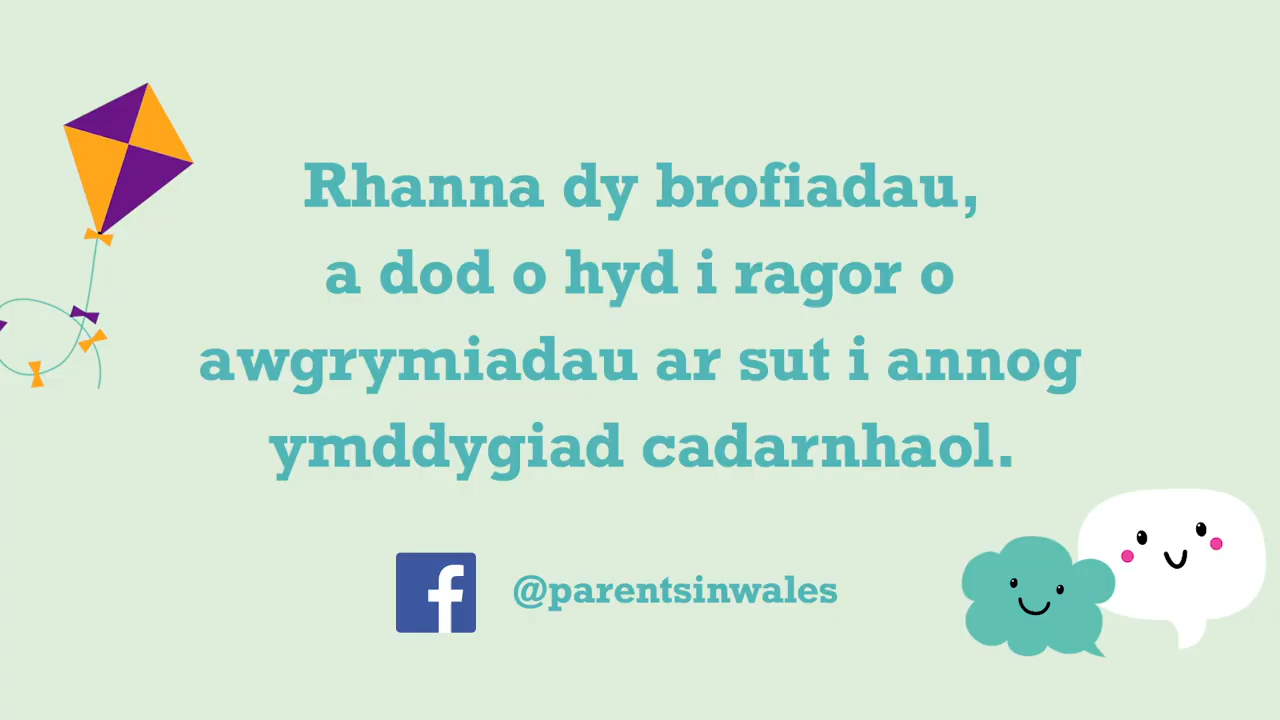 Rhanna dy brofiadau,
a dod o hyd i ragor o
awgrymiadau ar sut i annog
ymddygiad cadarnhaol.
@parentsinwales